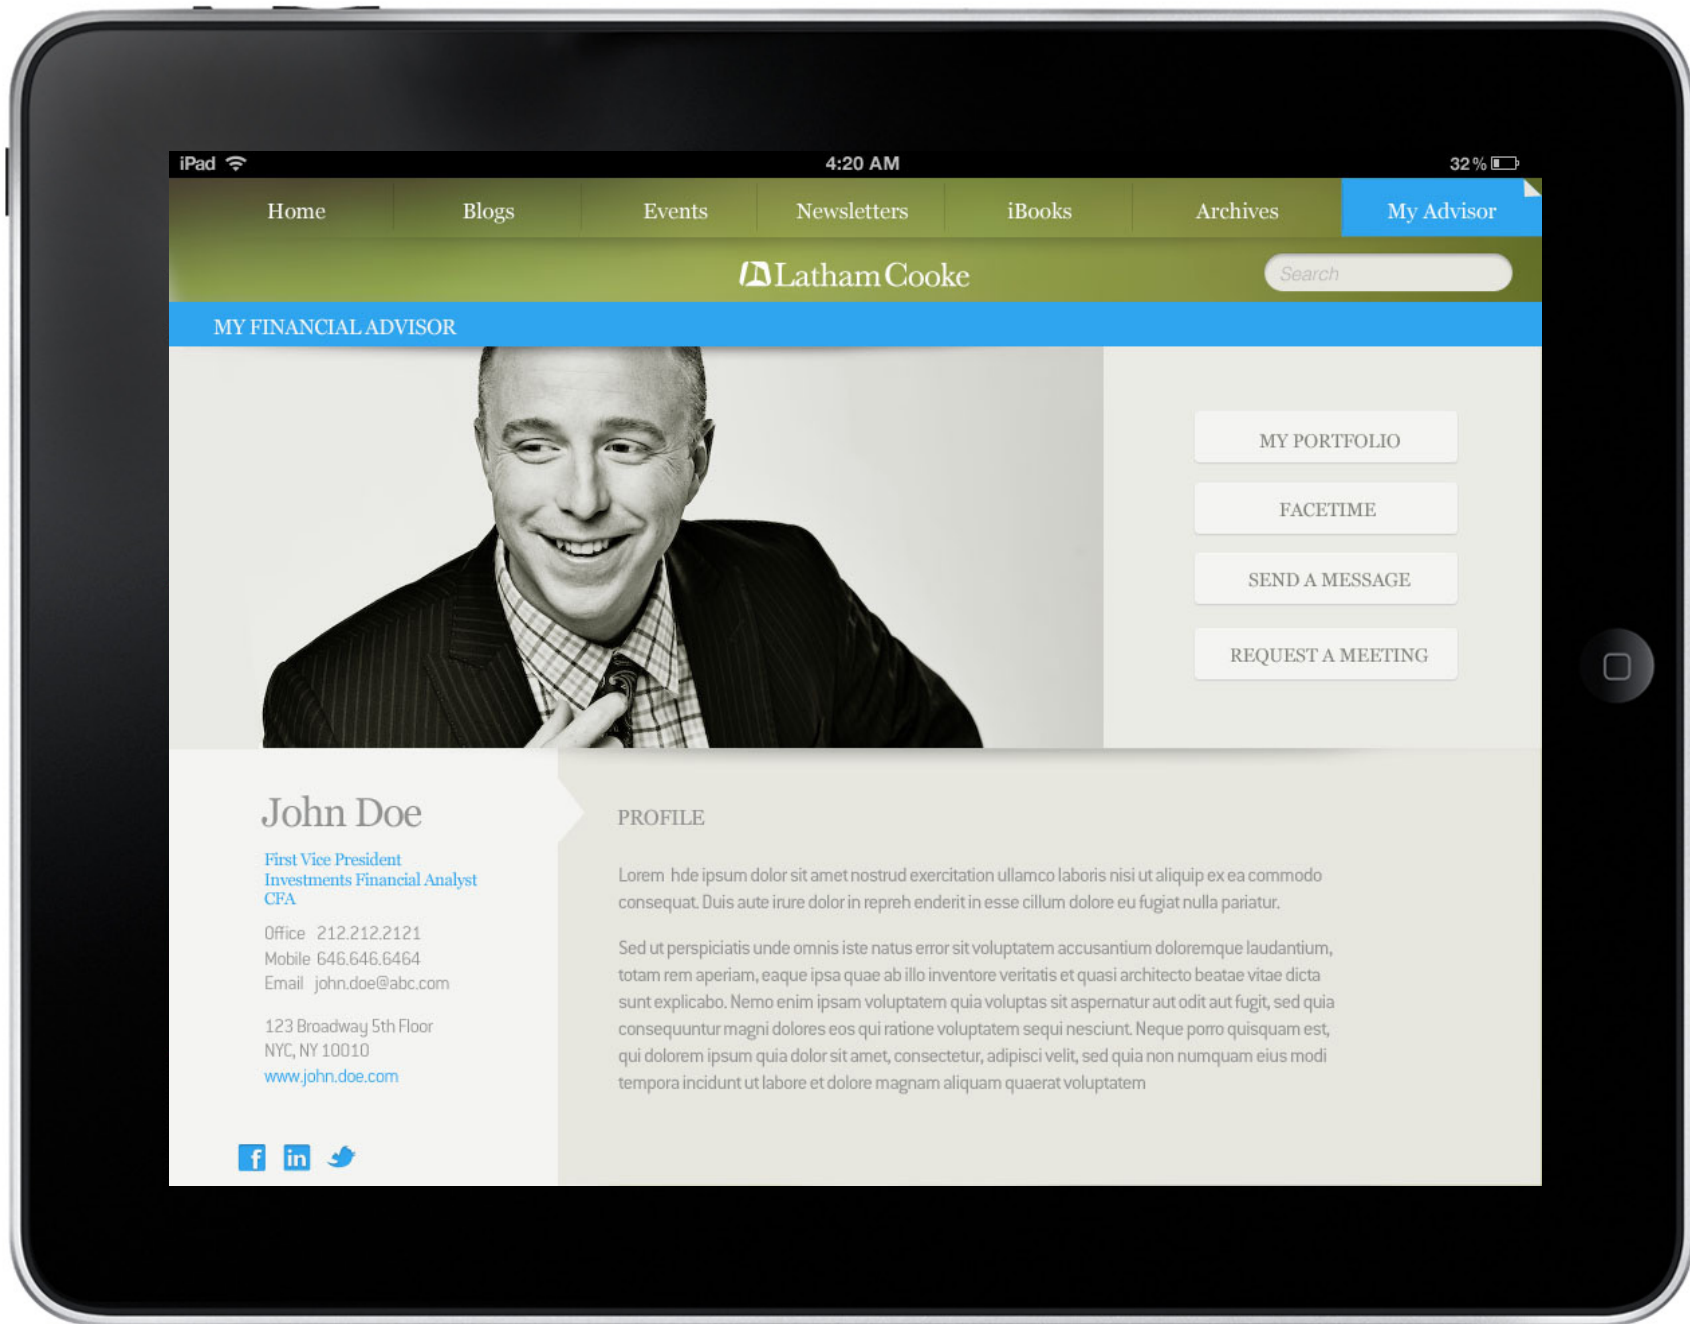 iPad 4:20 AM 32%
Home Blogs Events Newsletters iBooks Archives My Advisor
Latham Cooke Search
MY FINANCIAL ADVISOR
MY PORTFOLIO
FACETIME
SEND A MESSAGE
REQUEST A MEETING
John Doe
First Vice President
Investments Financial Analyst
CFA
Office 212.212.2121
Mobile 646.646.6464
Email john.doe@abc.com
123 Broadway 5th Floor
NYC, NY 10010
www.john.doe.com
f in
PROFILE
Lorem hde ipsum dolor sit amet nostrud exercitation ullamco laboris nisi ut aliquip ex ea commodo
consequat. Duis aute irure dolor in repreh enderit in esse cillum dolore eu fugiat nulla pariatur.
Sed ut perspiciatis unde omnis iste natus error sit voluptatem accusantium doloremque laudantium,
totam rem aperiam, eaque ipsa quae ab illo inventore veritatis et quasi architecto beatae vitae dicta
sunt explicabo. Nemo enim ipsam voluptatem quia voluptas sit aspernatur aut odit aut fugit, sed quia
consequuntur magni dolores eos qui ratione voluptatem sequi nesciunt. Neque porro quisquam est,
qui dolorem ipsum quia dolor sit amet, consectetur, adipisci velit, sed quia non numquam eius modi
tempora incidunt ut labore et dolore magnam aliquam quaerat voluptatem